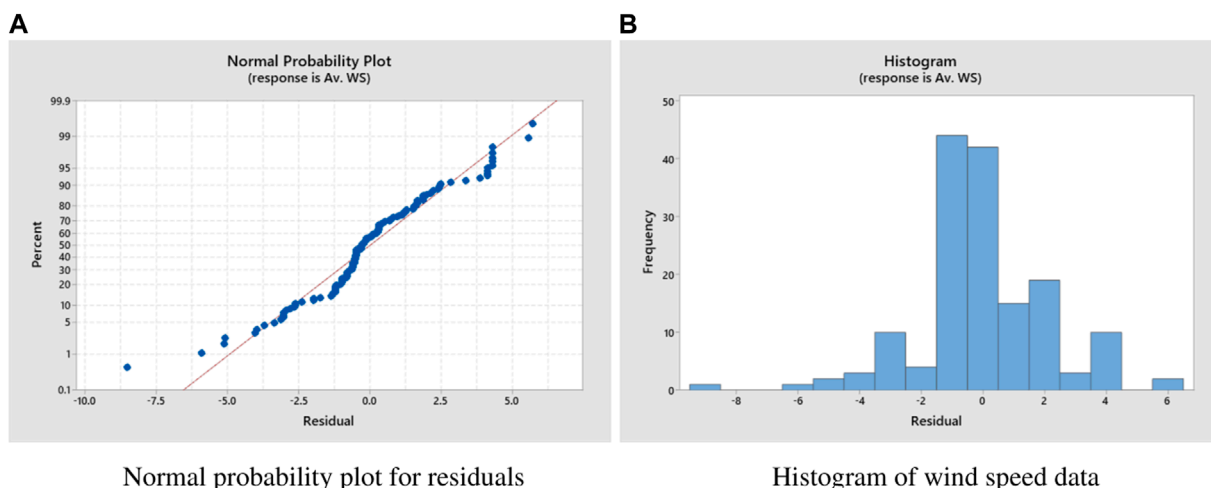 A
Normal Probability Plot
(response is Av. WS)
99.9
99
95
90
80
70
60
50
40
30
20
10
5
1
0.1
Percent
-10.0 -7.5 -5.0 -2.5 0.0 2.5 5.0
Residual
Normal probability plot for residuals
B
Histogram
(response is Av. WS)
50
40
30
20
10
0
Frequency
-8 -6 -4 -2 0 2 4 6
Residual
Histogram of wind speed data